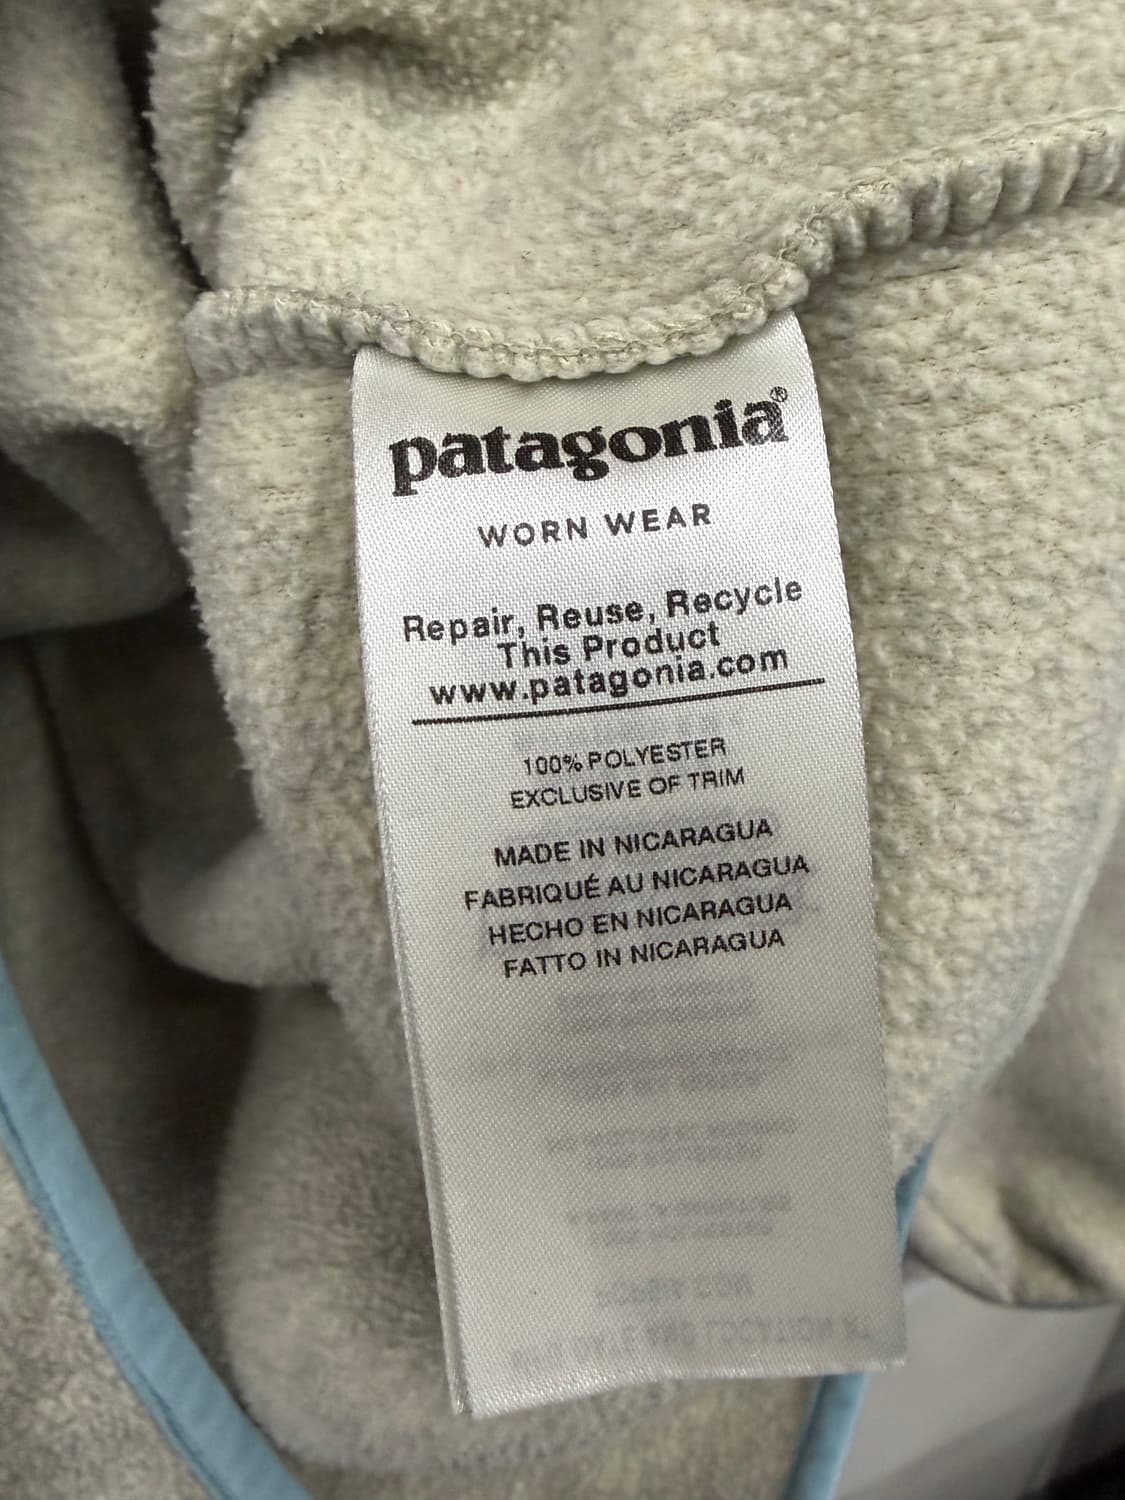 patagonia®
WORN WEAR
Repair, Reuse, Recycle
This Product
www.patagonia.com
100% POLYESTER
EXCLUSIVE OF TRIM
MADE IN NICARAGUA
FABRIQUÉ AU NICARAGUA
HECHO EN NICARAGUA
FATTO IN NICARAGUA